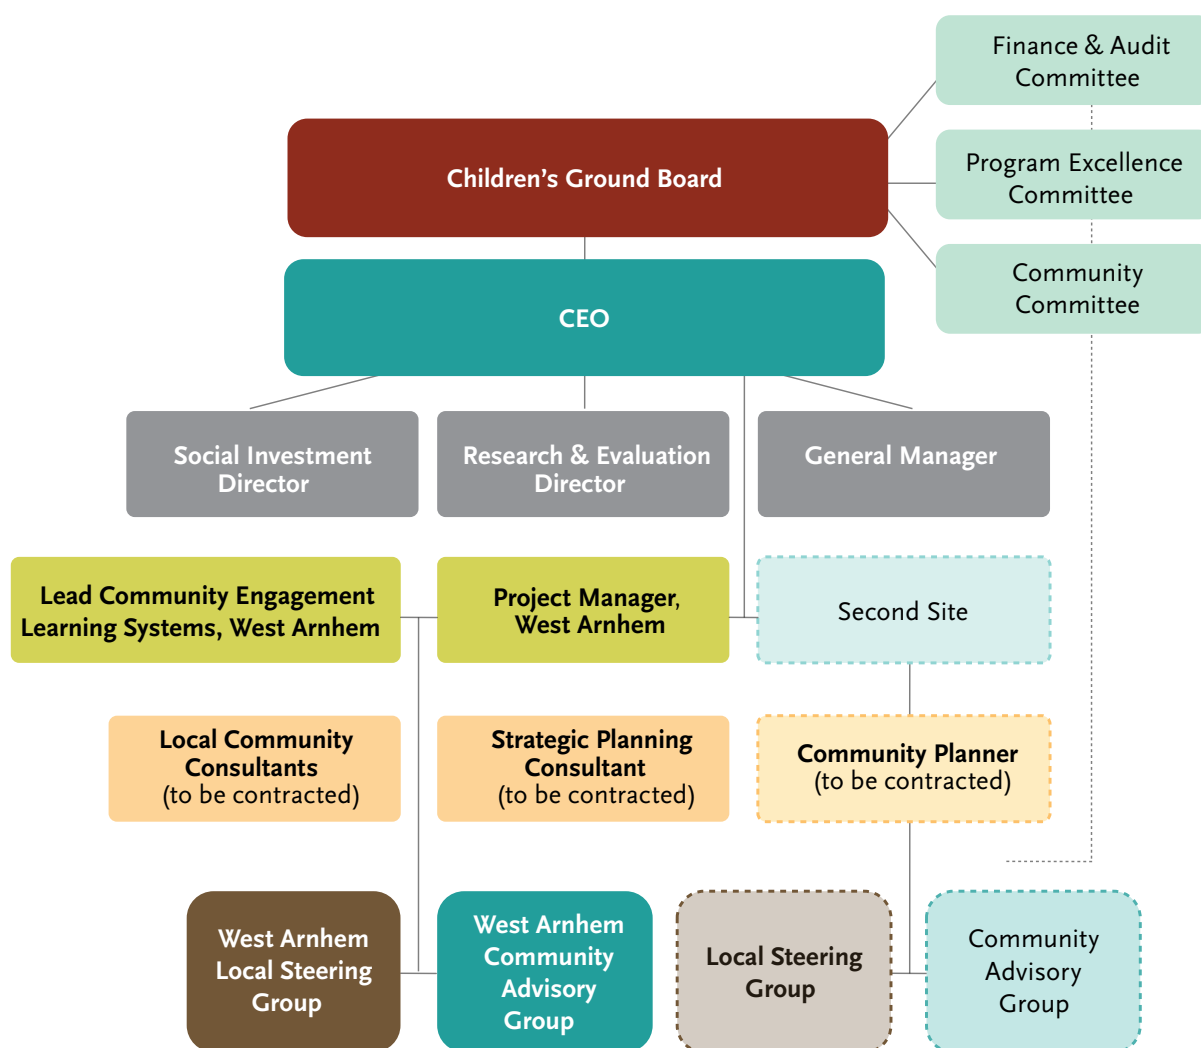 Finance & Audit
Committee
Children's Ground Board
Program Excellence
Committee
Community
Committee
CEO
Social Investment
Director
Research & Evaluation
Director
General Manager
Lead Community Engagement
Learning Systems, West Arnhem
Project Manager,
West Arnhem
Second Site
Local Community
Consultants
(to be contracted)
Strategic Planning
Consultant
(to be contracted)
Community Planner
(to be contracted)
West Arnhem
Local Steering
Group
West Arnhem
Community
Advisory
Group
Local Steering
Group
Community
Advisory
Group